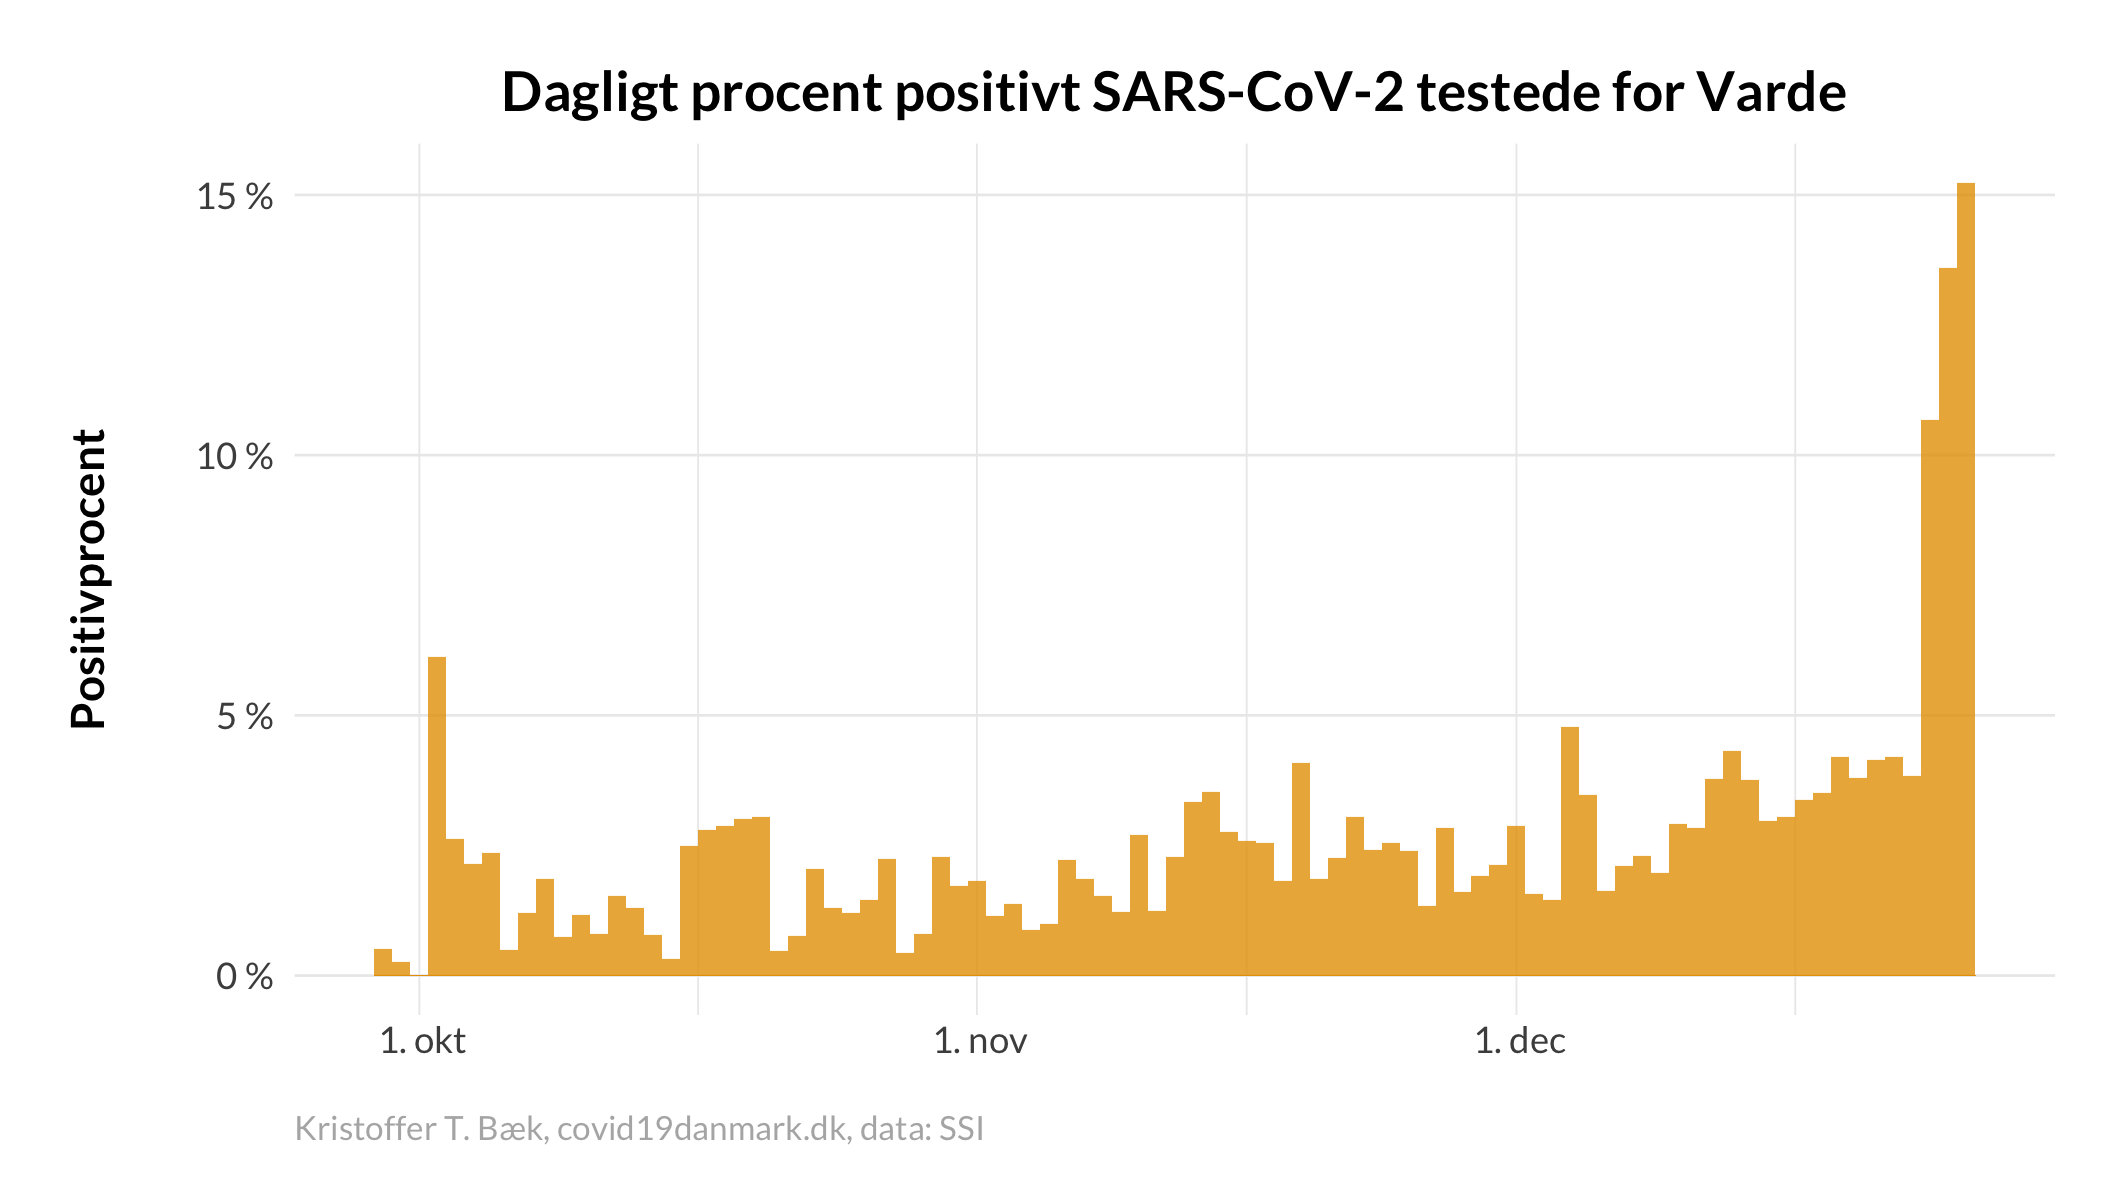 Dagligt procent positivt SARS-CoV-2 testede for Varde
Positivprocent
15 %
10 %
5 %
0 %
1. okt
1. nov
1. dec
Kristoffer T. Bæk, covid19danmark.dk, data: SSI